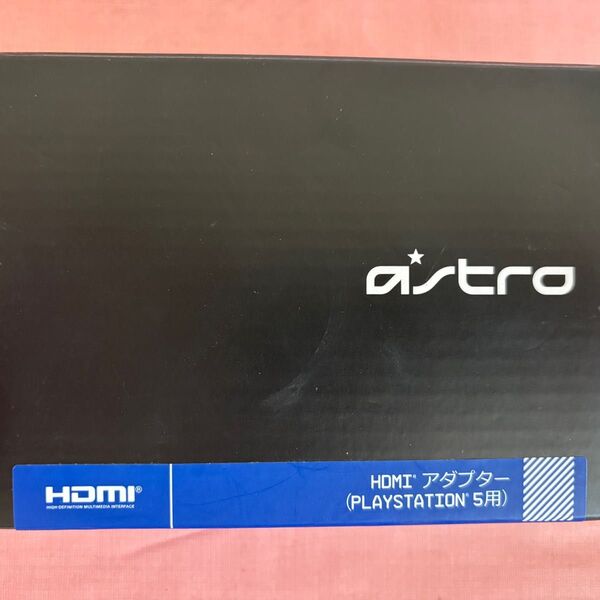 astro
HDMI®
HIGH-DEFINITION MULTIMEDIA INTERFACE
HDMI® アダプター
(PLAYSTATION®5用)